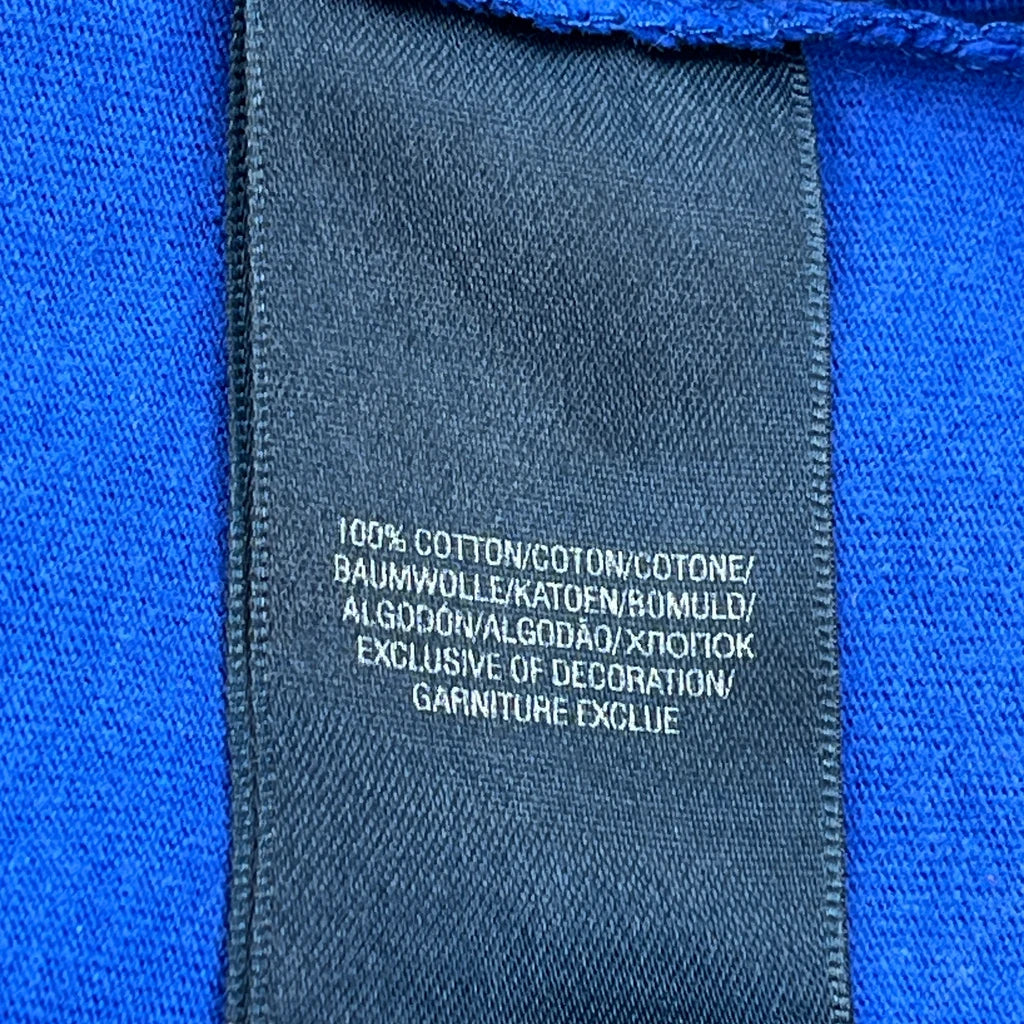 100% COTTON/COTON/COTONE/
BAUMWOLLE/KATOEN/BOMULD/
ALGODÓN/ALGODÃO/ХЛОПОК
EXCLUSIVE OF DECORATION/
GARNITURE EXCLUE